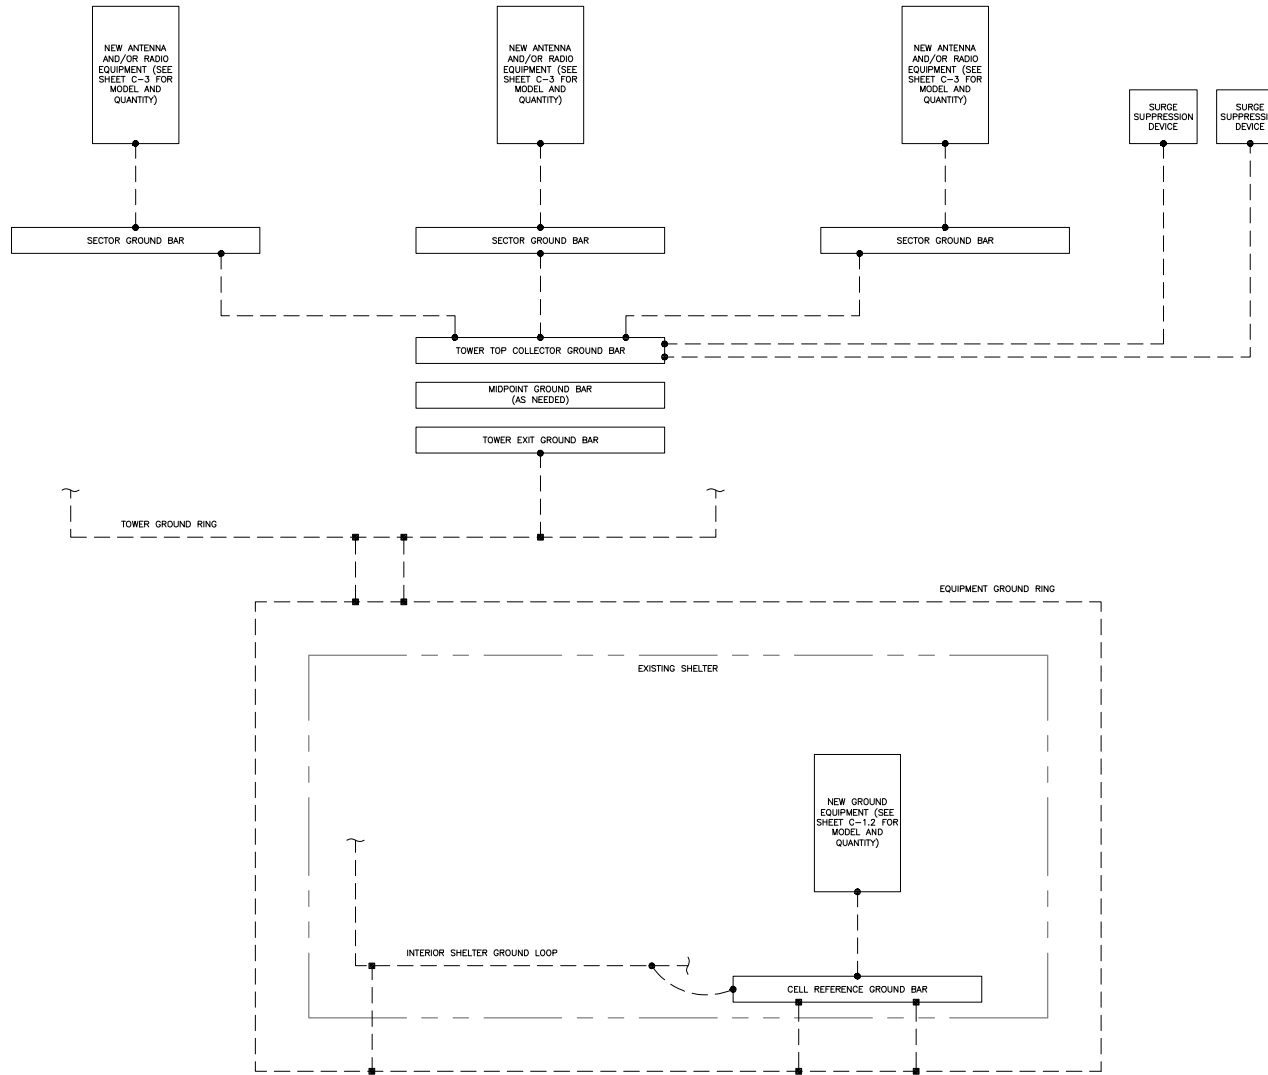 NEW ANTENNA
AND/OR RADIO
EQUIPMENT (SEE
SHEET C-3 FOR
MODEL AND
QUANTITY)
NEW ANTENNA
AND/OR RADIO
EQUIPMENT (SEE
SHEET C-3 FOR
MODEL AND
QUANTITY)
NEW ANTENNA
AND/OR RADIO
EQUIPMENT (SEE
SHEET C-3 FOR
MODEL AND
QUANTITY)
SURGE
SUPPRESSION
DEVICE
SURGE
SUPPRESSI
DEVICE
SECTOR GROUND BAR
SECTOR GROUND BAR
SECTOR GROUND BAR
TOWER TOP COLLECTOR GROUND BAR
MIDPOINT GROUND BAR
(AS NEEDED)
TOWER EXIT GROUND BAR
TOWER GROUND RING
EQUIPMENT GROUND RING
EXISTING SHELTER
NEW GROUND
EQUIPMENT (SEE
SHEET C-1.2 FOR
MODEL AND
QUANTITY)
INTERIOR SHELTER GROUND LOOP
CELL REFERENCE GROUND BAR